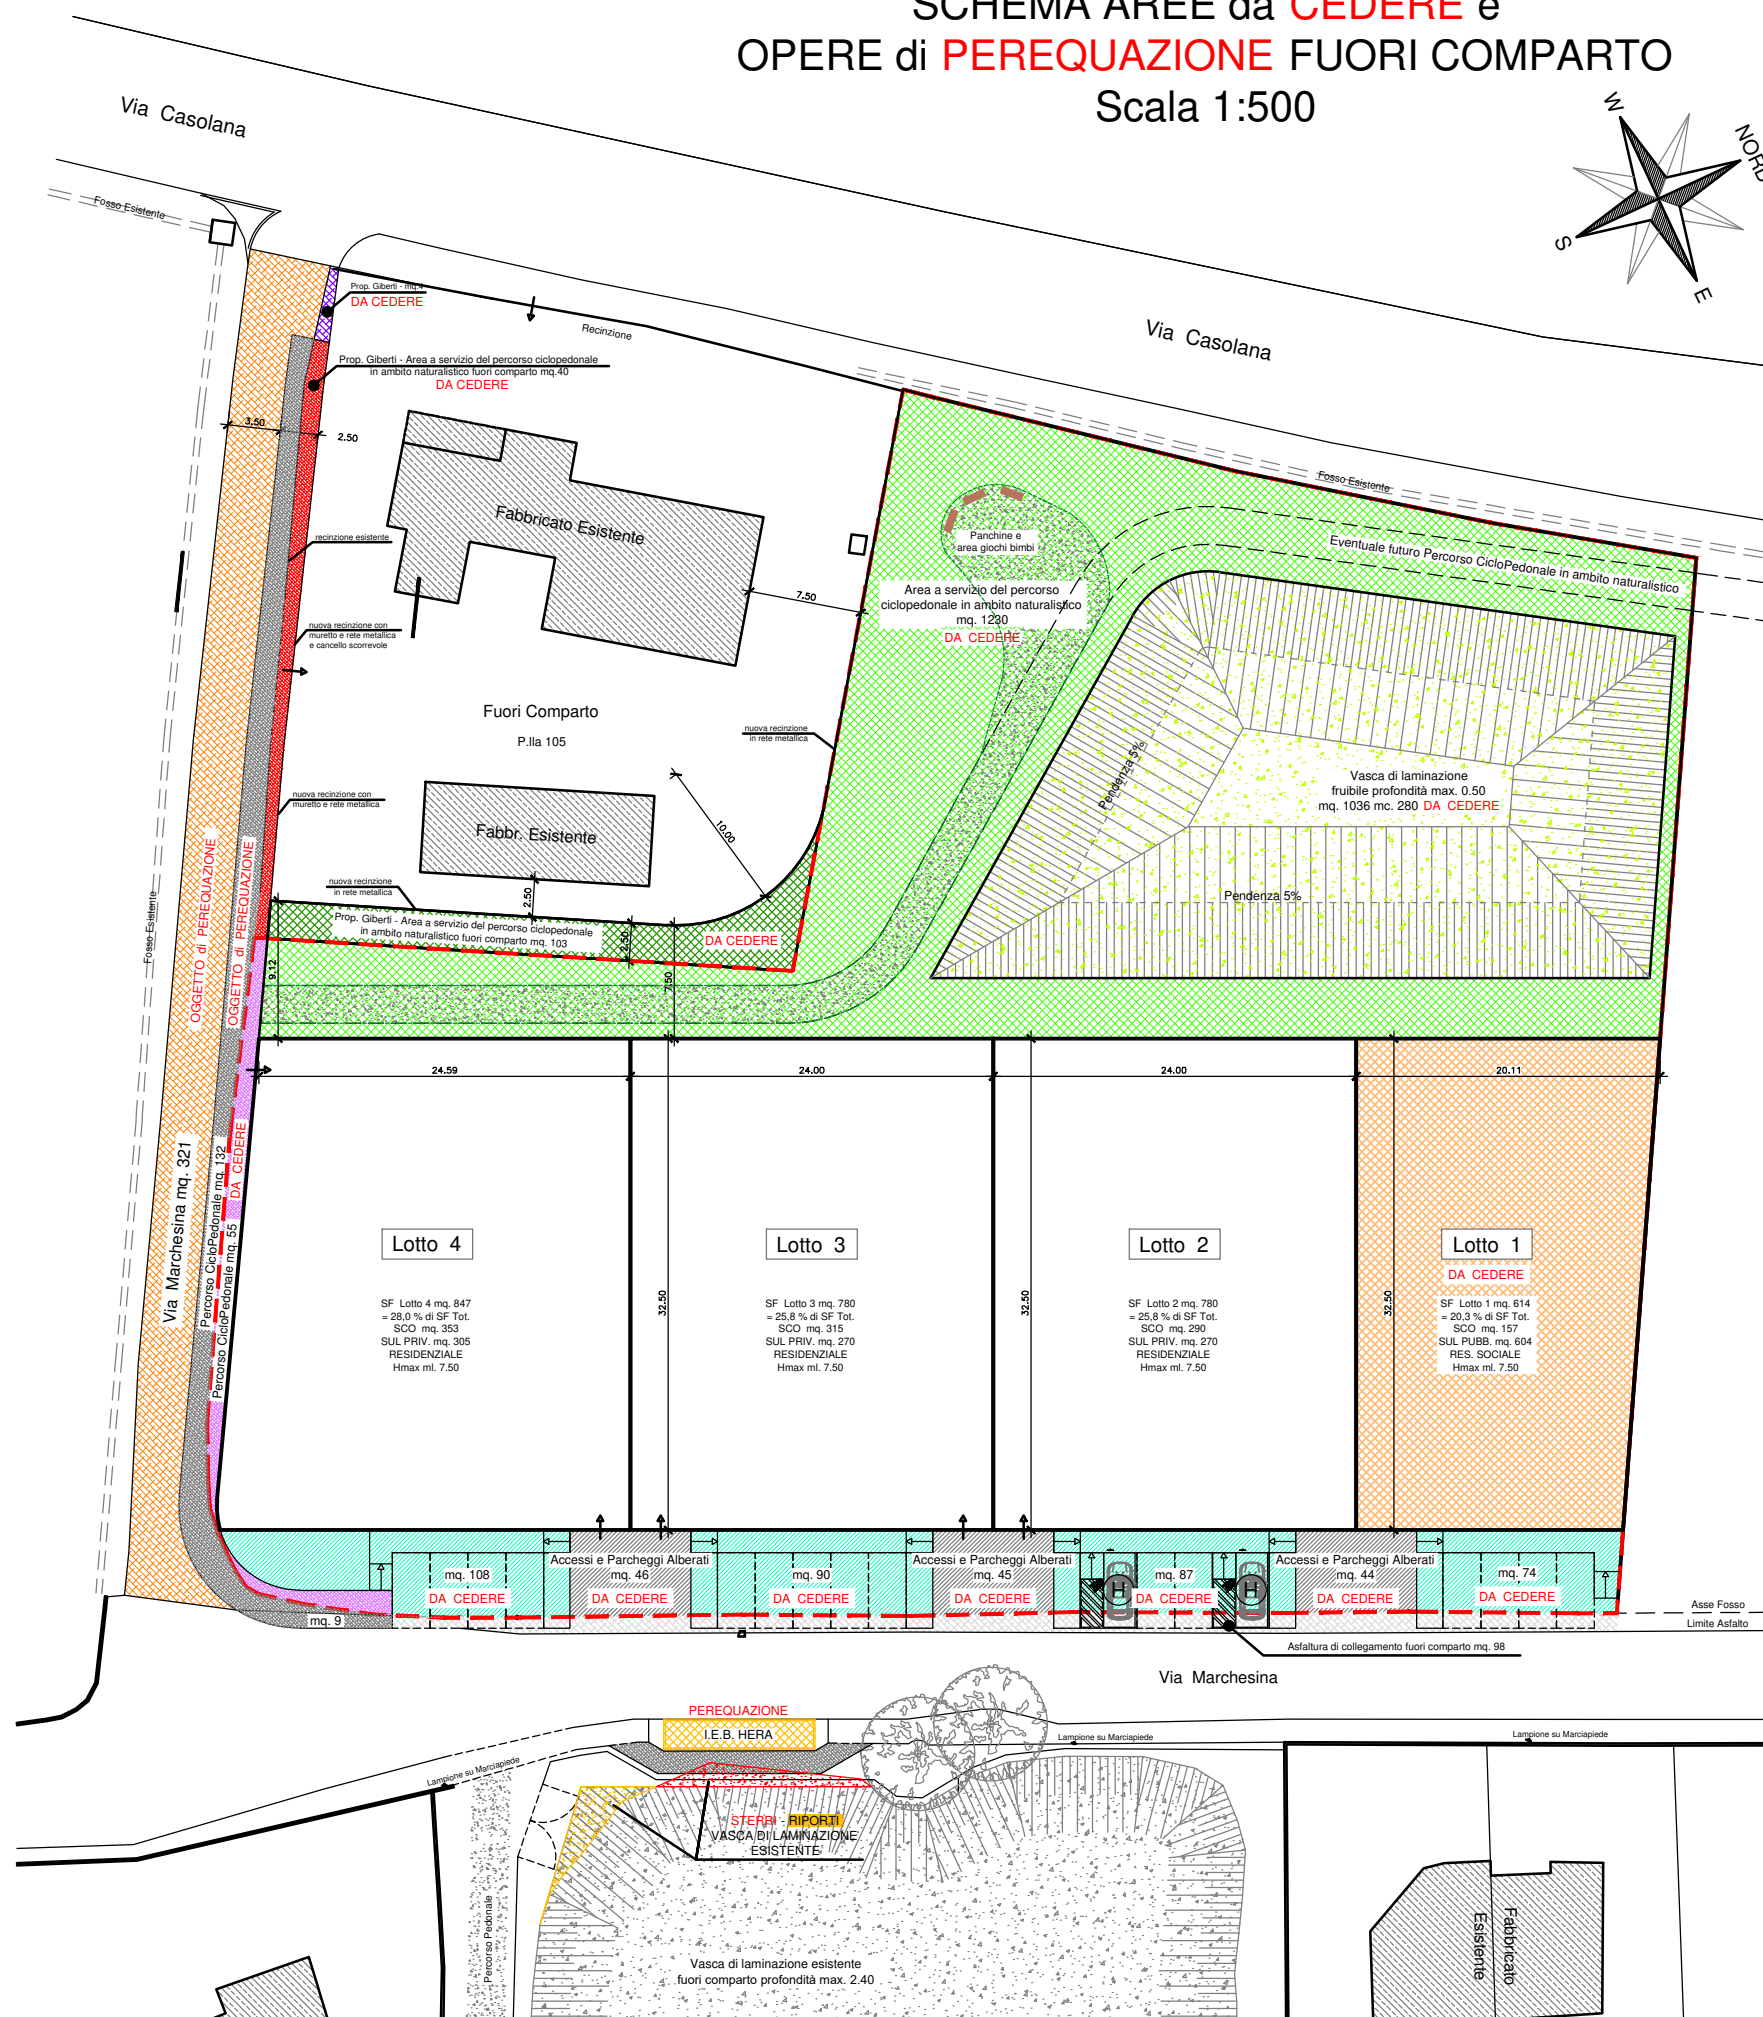 SCHEMA AREE da CEDERE e
OPERE di PEREQUAZIONE FUORI COMPARTO
Scala 1:500
W
NORD
S
E
Via Casolana
Fosso Esistente
Prop. Giberti - mq.4
DA CEDERE
Recinzione
Via Casolana
Prop. Giberti - Area a servizio del percorso ciclopedonale
in ambito naturalistico fuori comparto mq.40
DA CEDERE
3.50
2.50
Fosso Esistente
Fabbricato Esistente
recinzione esistente
Panchine e
area giochi bimbi
Eventuale futuro Percorso CicloPedonale in ambito naturalistico
7.50
Area a servizio del percorso
ciclopedonale in ambito naturalistico
mq. 1230
DA CEDERE
nuova recinzione con
muretto e rete metallica
e cancello scorrevole
Fuori Comparto
P.lla 105
nuova recinzione
in rete metallica
Pendenza 5%
Vasca di laminazione
fruibile profondità max. 0.50
mq. 1036 mc. 280 DA CEDERE
nuova recinzione con
muretto e rete metallica
Fabbr. Esistente
10.00
nuova recinzione
in rete metallica
2.50
Pendenza 5%
Prop. Giberti - Area a servizio del percorso ciclopedonale
in ambito naturalistico fuori comparto mq. 103
2.50
DA CEDERE
OGGETTO di PEREQUAZIONE
OGGETTO di PEREQUAZIONE
Fosso Esistente
9.12
7.50
24.59
24.00
24.00
20.11
Via Marchesina mq. 321
Percorso CicloPedonale mq. 132
Percorso CicloPedonale mq. 55
DA CEDERE
Lotto 4
SF Lotto 4 mq. 847
= 28,0 % di SF Tot.
SCO mq. 353
SUL PRIV. mq. 305
RESIDENZIALE
Hmax ml. 7.50
32.50
Lotto 3
SF Lotto 3 mq. 780
= 25,8 % di SF Tot.
SCO mq. 315
SUL PRIV. mq. 270
RESIDENZIALE
Hmax ml. 7.50
32.50
Lotto 2
SF Lotto 2 mq. 780
= 25,8 % di SF Tot.
SCO mq. 290
SUL PRIV. mq. 270
RESIDENZIALE
Hmax ml. 7.50
32.50
Lotto 1
DA CEDERE
SF Lotto 1 mq. 614
= 20,3 % di SF Tot.
SCO mq. 157
SUL PUBB. mq. 604
RES. SOCIALE
Hmax ml. 7.50
mq. 108
DA CEDERE
Accessi e Parcheggi Alberati
mq. 46
DA CEDERE
mq. 90
DA CEDERE
Accessi e Parcheggi Alberati
mq. 45
DA CEDERE
H
mq. 87
DA CEDERE
H
Accessi e Parcheggi Alberati
mq. 44
DA CEDERE
mq. 74
DA CEDERE
mq. 9
Asse Fosso
Limite Asfalto
Asfaltura di collegamento fuori comparto mq. 98
Via Marchesina
PEREQUAZIONE
I.E.B. HERA
Lampione su Marciapiede
Lampione su Marciapiede
Lampione su Marciapiede
STERRI - RIPORTI
VASCA DI LAMINAZIONE
ESISTENTE
Percorso Pedonale
Vasca di laminazione esistente
fuori comparto profondità max. 2.40
Fabbricato
Esistente